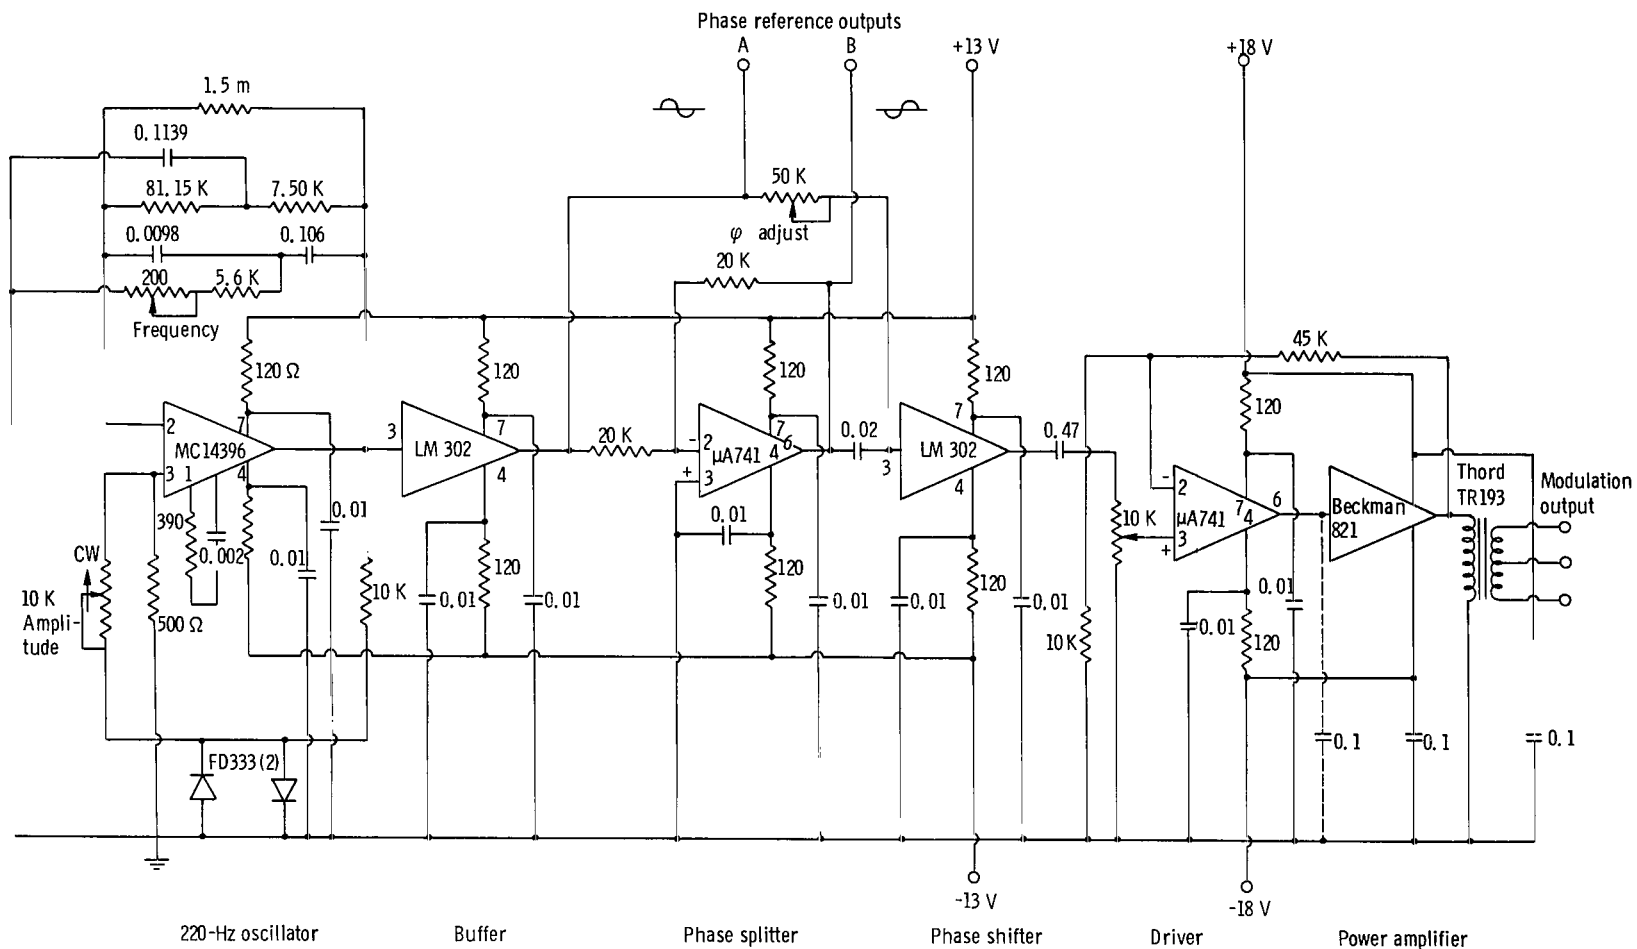 Phase reference outputs
A
B
+13 V
+18 V
1.5 m
0.1139
81.15 K
7.50 K
0.0098
0.106
200
5.6 K
Frequency
50 K
φ adjust
20 K
45 K
120 Ω
120
120
120
120
2
7
MC14396
3
1
4
3
LM 302
7
4
20 K
-
2
7
6
μA741
4
+
3
0.02
3
7
LM 302
4
0.47
10 K
-
2
μA741
7
4
6
3
+
Beckman
821
Thord
TR193
Modulation
output
390
0.002
0.01
0.01
CW
10 K
Ampli-
tude
500 Ω
10 K
0.01
120
0.01
0.01
120
0.01
0.01
120
0.01
10 K
0.01
0.01
120
FD333 (2)
0.1
0.1
0.1
-13 V
-18 V
220-Hz oscillator
Buffer
Phase splitter
Phase shifter
Driver
Power amplifier